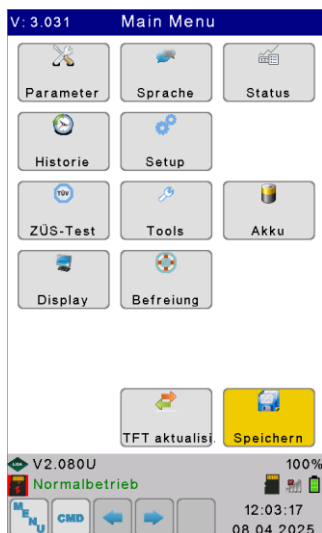 V: 3.031 Main Menu
Parameter Sprache Status
Historie Setup
TÜV
ZÜS-Test Tools Akku
Display Befreiung
TFT aktualisi. Speichern
LISA V2.080U 100%
Normalbetrieb
MENU CMD 12:03:17
08.04.2025